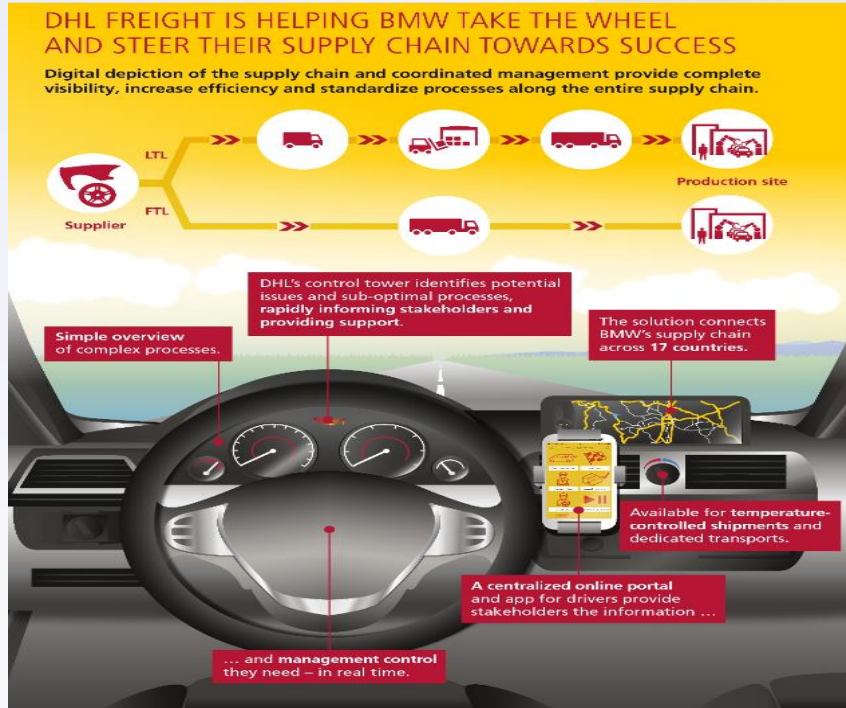 DHL FREIGHT IS HELPING BMW TAKE THE WHEEL
AND STEER THEIR SUPPLY CHAIN TOWARDS SUCCESS
Digital depiction of the supply chain and coordinated management provide complete
visibility, increase efficiency and standardize processes along the entire supply chain.
LTL
Production site
Supplier
FTL
DHL's control tower identifies potential
issues and sub-optimal processes,
rapidly informing stakeholders and
providing support.
Simple overview
of complex processes.
The solution connects
BMW's supply chain
across 17 countries.
Available for temperature-
controlled shipments and
dedicated transports.
A centralized online portal
and app for drivers provide
stakeholders the information ...
... and management control
they need – in real time.